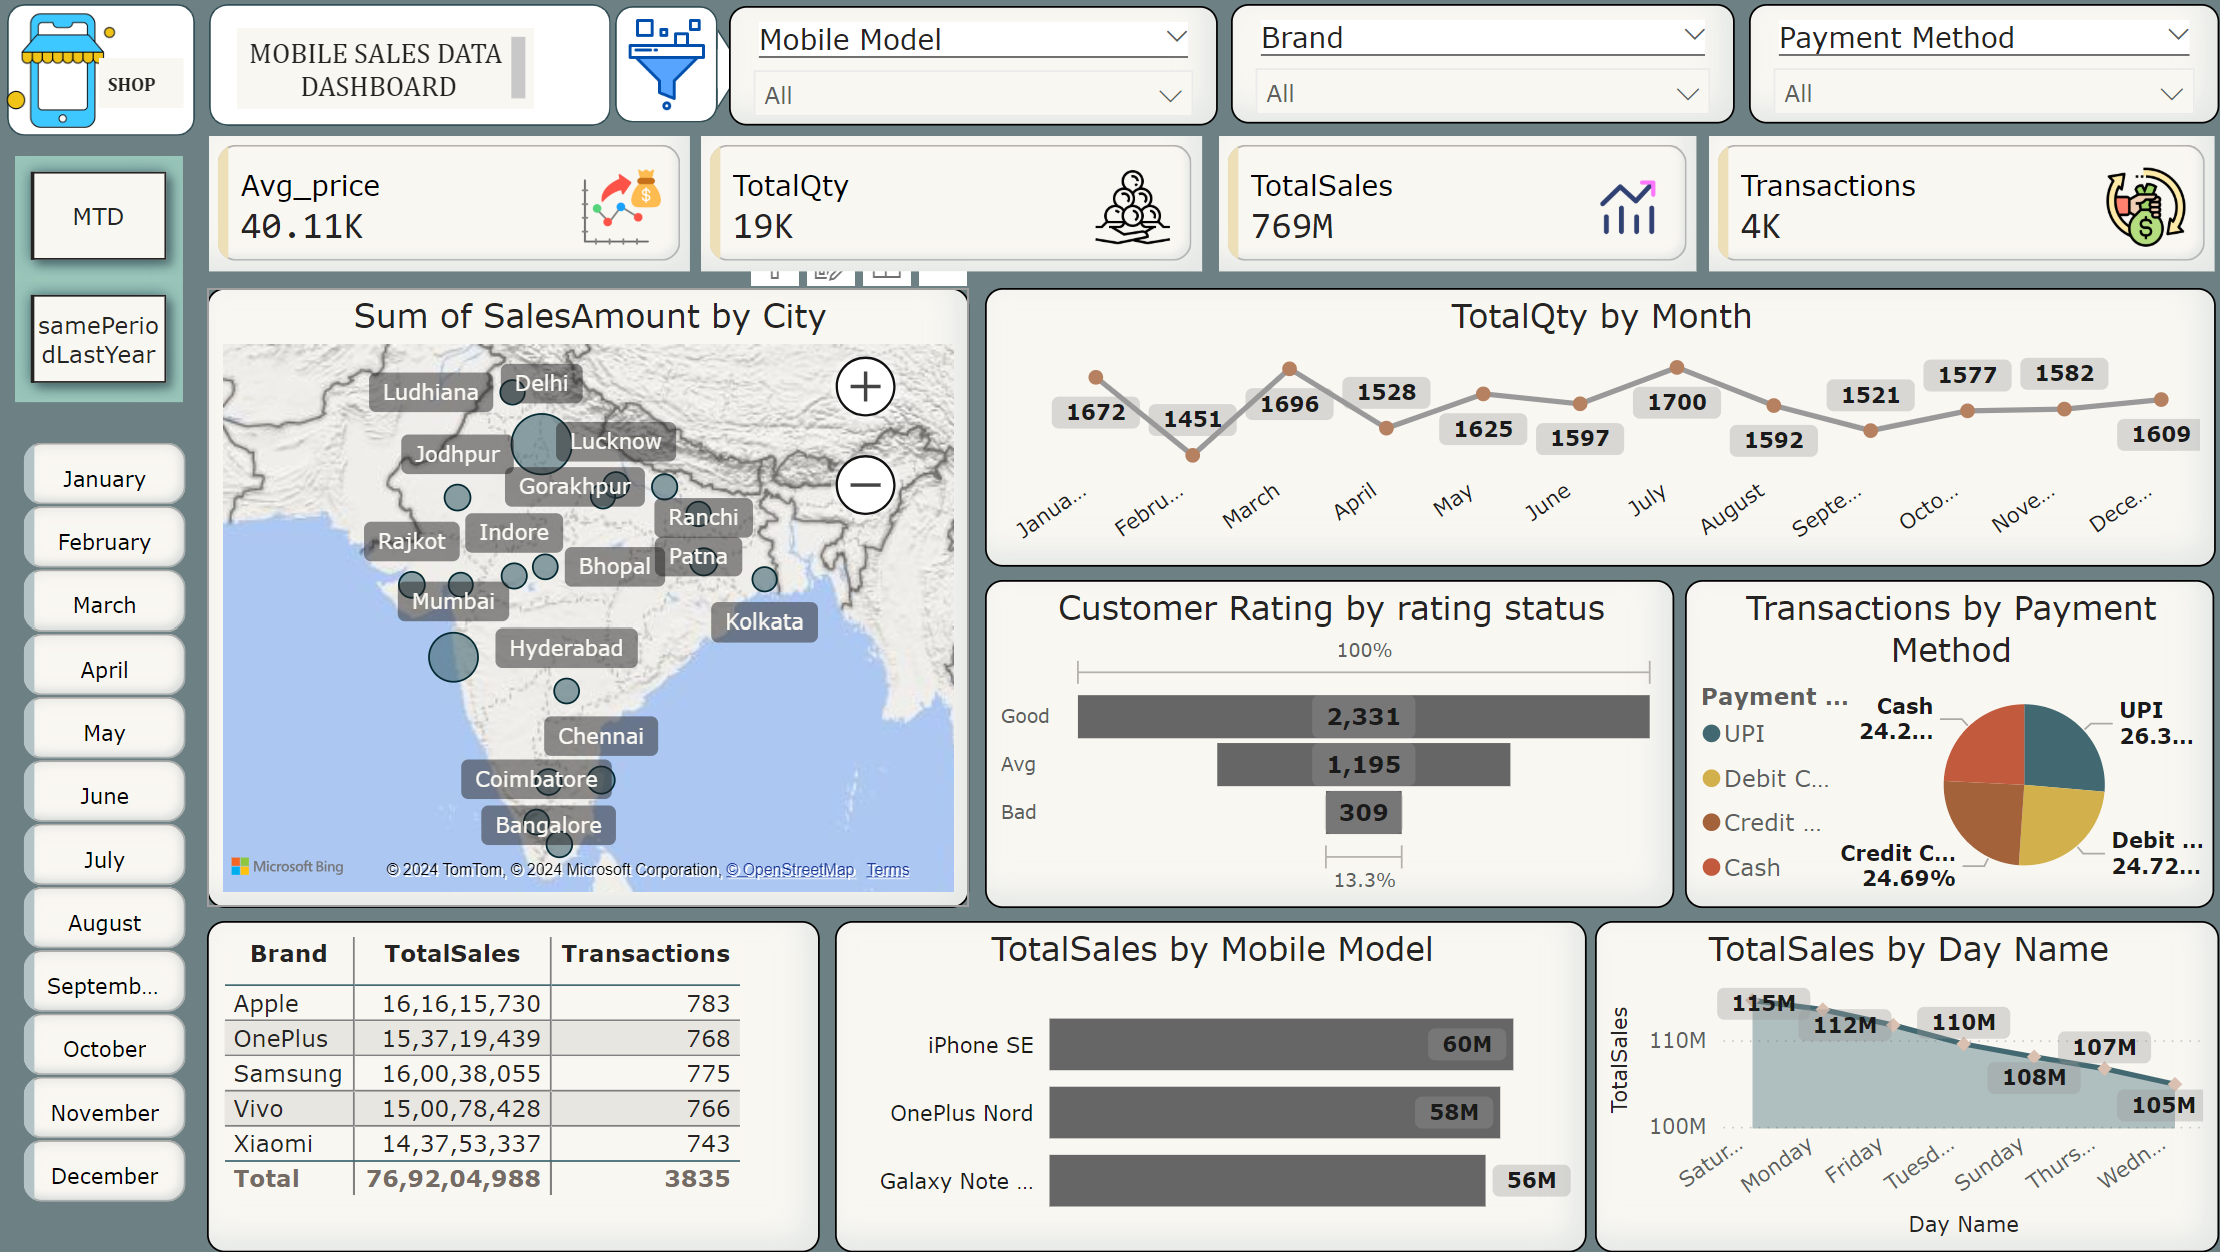 SHOP
MOBILE SALES DATA
DASHBOARD
Mobile Model
All
Brand
All
Payment Method
All
MTD
samePerio
dLastYear
Avg_price
40.11K
TotalQty
19K
TotalSales
769M
Transactions
4K
January
February
March
April
May
June
July
August
Septemb...
October
November
December
Sum of SalesAmount by City
Ludhiana
Delhi
Jodhpur
Lucknow
Gorakhpur
Ranchi
Rajkot
Indore
Bhopal
Patna
Mumbai
Kolkata
Hyderabad
Chennai
Coimbatore
Bangalore
Microsoft Bing
© 2024 TomTom, © 2024 Microsoft Corporation, © OpenStreetMap Terms
TotalQty by Month
1672
1451
1696
1528
1625
1597
1700
1592
1521
1577
1582
1609
Janua...
Febru...
March
April
May
June
July
August
Septe...
Octo...
Nove...
Dece...
Customer Rating by rating status
100%
Good 2,331
Avg 1,195
Bad 309
13.3%
Transactions by Payment
Method
Payment ...
UPI
Debit C...
Credit ...
Cash
Cash
24.2...
UPI
26.3...
Debit ...
24.72...
Credit C...
24.69%
Brand TotalSales Transactions
Apple 16,16,15,730 783
OnePlus 15,37,19,439 768
Samsung 16,00,38,055 775
Vivo 15,00,78,428 766
Xiaomi 14,37,53,337 743
Total 76,92,04,988 3835
TotalSales by Mobile Model
iPhone SE 60M
OnePlus Nord 58M
Galaxy Note ... 56M
TotalSales by Day Name
TotalSales
110M
100M
115M
112M
110M
108M
107M
105M
Satur...
Monday
Friday
Tuesd...
Sunday
Thurs...
Wedn...
Day Name